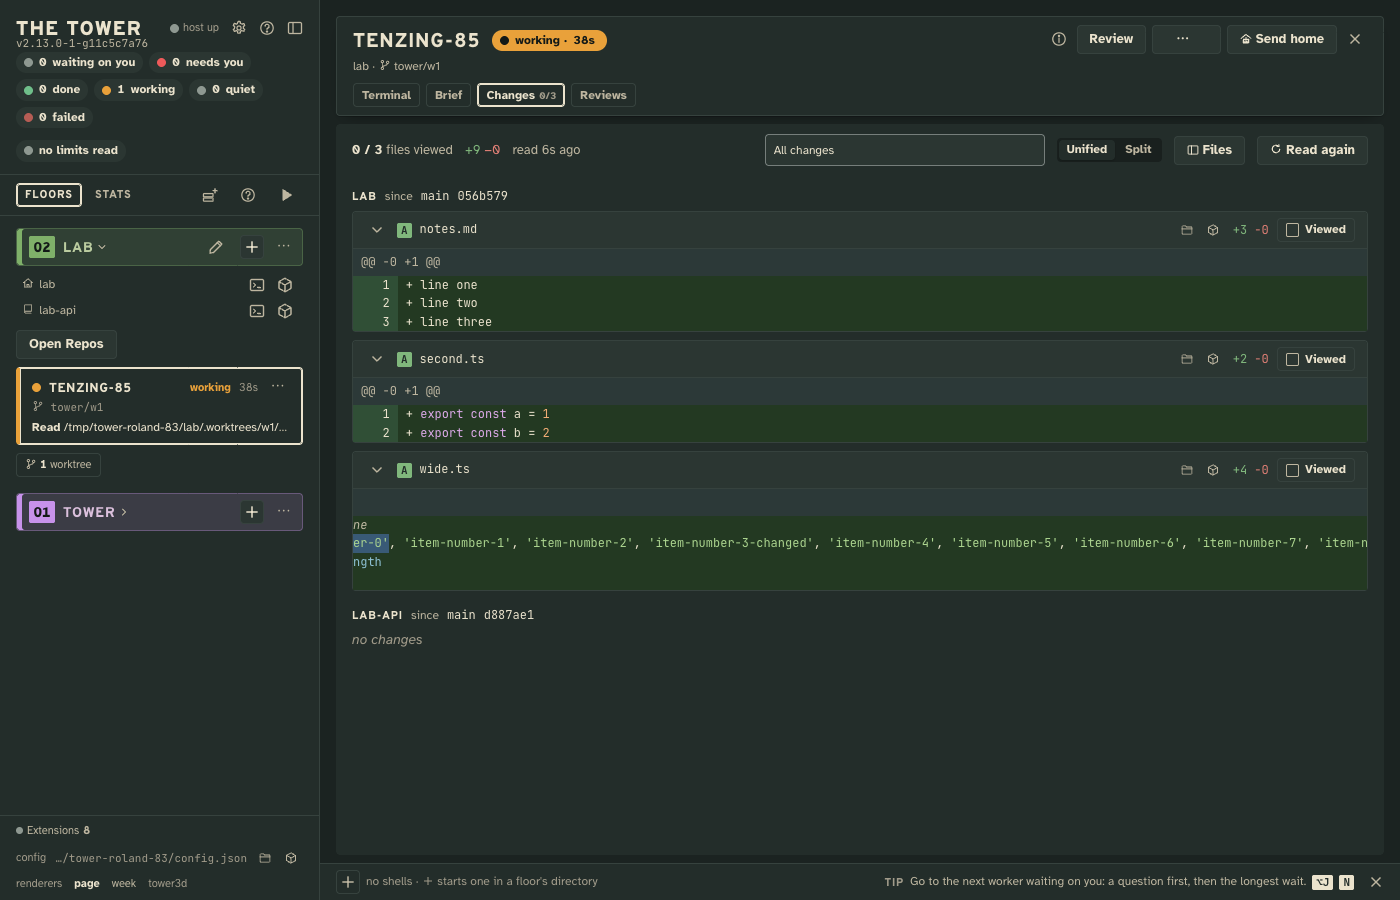 THE TOWER
host up
v2.13.0-1-g11c5c7a76
0 waiting on you
0 needs you
0 done
1 working
0 quiet
0 failed
no limits read
FLOORS
STATS
02 LAB
lab
lab-api
Open Repos
TENZING-85
working 38s ...
tower/w1
Read /tmp/tower-roland-83/lab/.worktrees/w1/...
1 worktree
01 TOWER
Extensions 8
config …/tower-roland-83/config.json
renderers page week tower3d
TENZING-85
working · 38s
Review
...
Send home
lab · tower/w1
Terminal
Brief
Changes 0/3
Reviews
0 / 3 files viewed +9 −0 read 6s ago
All changes
Unified
Split
Files
Read again
LAB since main 056b579
A notes.md
+3 -0
Viewed
@@ -0 +1 @@
1 + line one
2 + line two
3 + line three
A second.ts
+2 -0
Viewed
@@ -0 +1 @@
1 + export const a = 1
2 + export const b = 2
A wide.ts
+4 -0
Viewed
ne
er-0', 'item-number-1', 'item-number-2', 'item-number-3-changed', 'item-number-4', 'item-number-5', 'item-number-6', 'item-number-7', 'item-n
ngth
LAB-API since main d887ae1
no changes
no shells · + starts one in a floor's directory
TIP Go to the next worker waiting on you: a question first, then the longest wait. ⌥J N